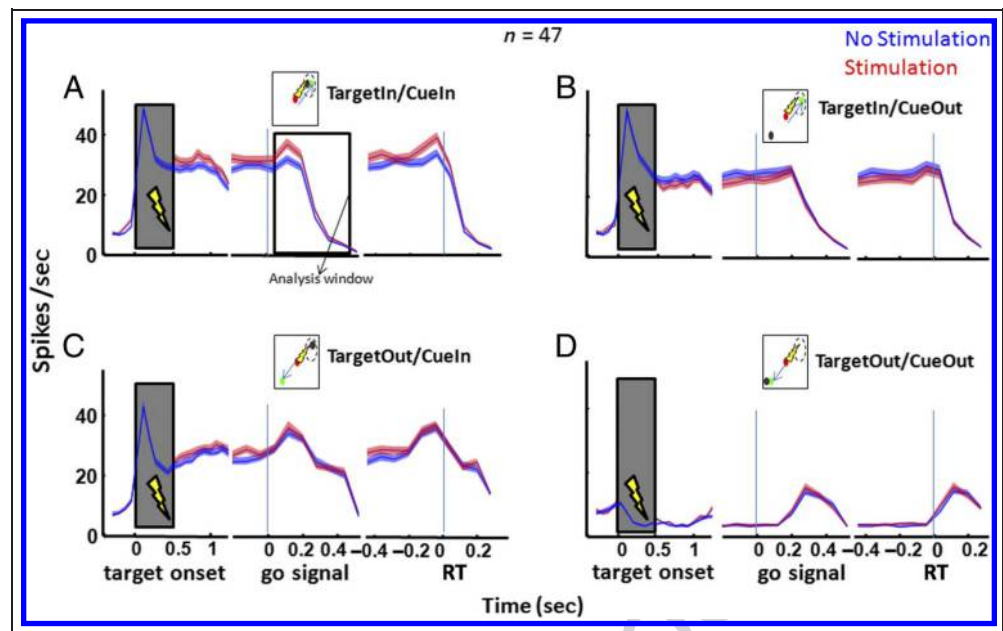 n = 47
No Stimulation
Stimulation
A
TargetIn/CueIn
B
TargetIn/CueOut
40
20
0
Analysis window
Spikes/sec
C
TargetOut/CueIn
D
TargetOut/CueOut
40
20
0
0 0.5 1 0 0.2 0.4 −0.4 −0.2 0 0.2
target onset go signal RT
0 0.5 1 0 0.2 0.4 −0.4 −0.2 0 0.2
target onset go signal RT
Time (sec)